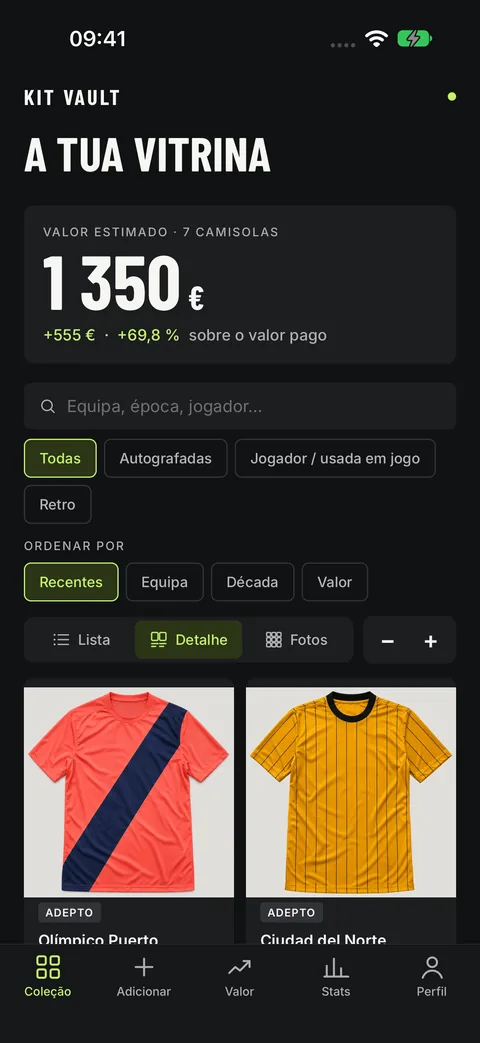 09:41
KIT VAULT
A TUA VITRINA
VALOR ESTIMADO · 7 CAMISOLAS
1 350 €
+555 € · +69,8 % sobre o valor pago
Equipa, época, jogador...
Todas Autografadas Jogador / usada em jogo
Retro
ORDENAR POR
Recentes Equipa Década Valor
Lista Detalhe Fotos − +
ADEPTO ADEPTO
Olímpico Puerto Ciudad del Norte
Coleção Adicionar Valor Stats Perfil